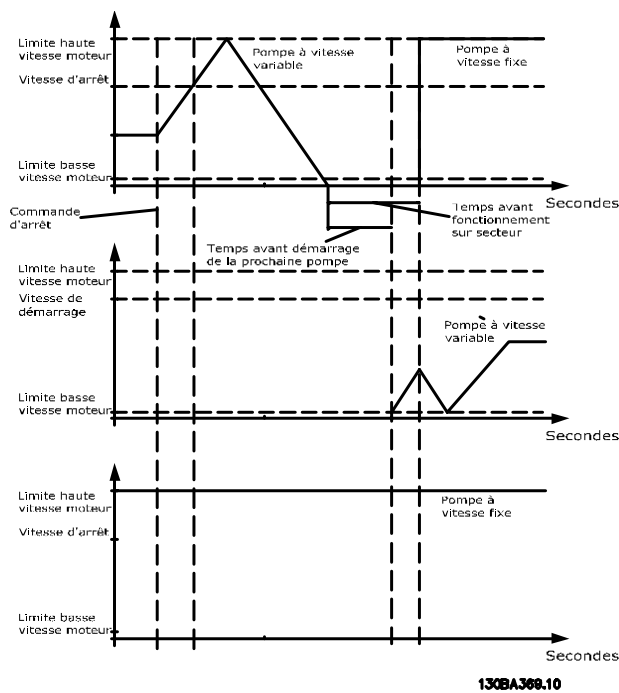 Limite haute
vitesse moteur
Pompe à vitesse
variable
Pompe à
vitesse fixe
Vitesse d'arrêt
Limite basse
vitesse moteur
Secondes
Commande
d'arrêt
Temps avant
fonctionnement
sur secteur
Temps avant démarrage
de la prochaine pompe
Limite haute
vitesse moteur
Vitesse de
démarrage
Pompe à vitesse
variable
Limite basse
vitesse moteur
Secondes
Limite haute
vitesse moteur
Pompe à
vitesse fixe
Vitesse d'arrêt
Limite basse
vitesse moteur
Secondes
130BA369.10